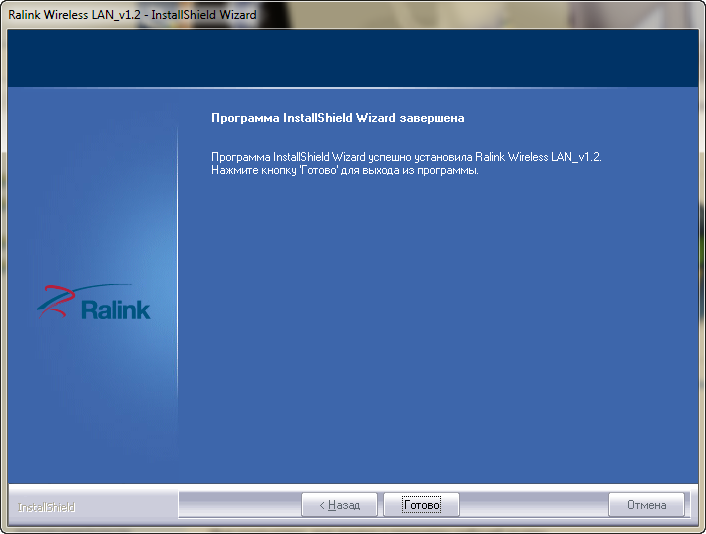 Ralink Wireless LAN_v1.2 - InstallShield Wizard
Программа InstallShield Wizard завершена
Программа InstallShield Wizard успешно установила Ralink Wireless LAN_v1.2.
Нажмите кнопку 'Готово' для выхода из программы.
Ralink
InstallShield
< Назад
Готово
Отмена